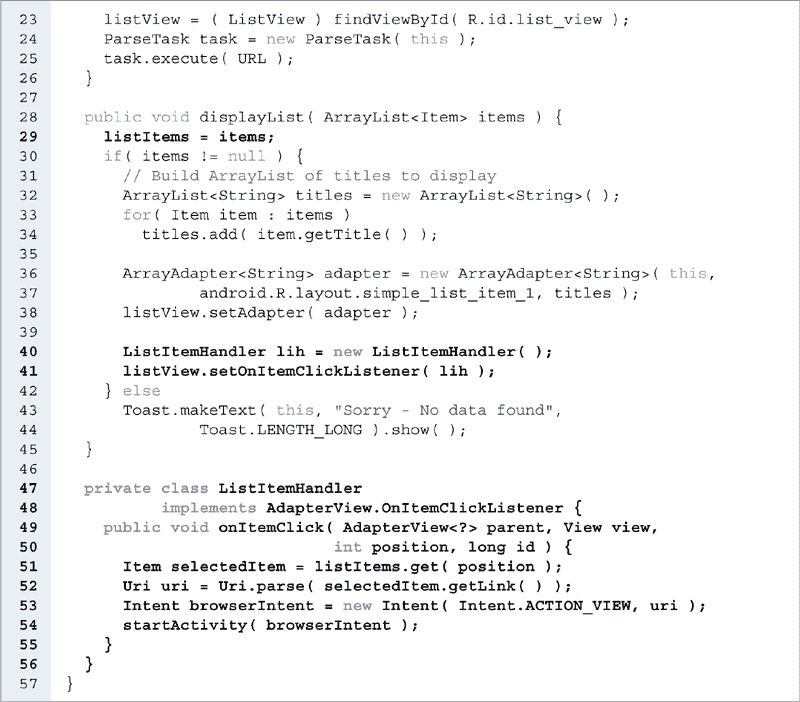 23 listView = ( ListView ) findViewById( R.id.list_view );
24 ParseTask task = new ParseTask( this );
25 task.execute( URL );
26 }
27
28 public void displayList( ArrayList<Item> items ) {
29 listItems = items;
30 if( items != null ) {
31 // Build ArrayList of titles to display
32 ArrayList<String> titles = new ArrayList<String>( );
33 for( Item item : items )
34 titles.add( item.getTitle( ) );
35
36 ArrayAdapter<String> adapter = new ArrayAdapter<String>( this,
37 android.R.layout.simple_list_item_1, titles );
38 listView.setAdapter( adapter );
39
40 ListItemHandler lih = new ListItemHandler( );
41 listView.setOnItemClickListener( lih );
42 } else
43 Toast.makeText( this, "Sorry - No data found",
44 Toast.LENGTH_LONG ).show( );
45 }
46
47 private class ListItemHandler
48 implements AdapterView.OnItemClickListener {
49 public void onItemClick( AdapterView<?> parent, View view,
50 int position, long id ) {
51 Item selectedItem = listItems.get( position );
52 Uri uri = Uri.parse( selectedItem.getLink( ) );
53 Intent browserIntent = new Intent( Intent.ACTION_VIEW, uri );
54 startActivity( browserIntent );
55 }
56 }
57 }